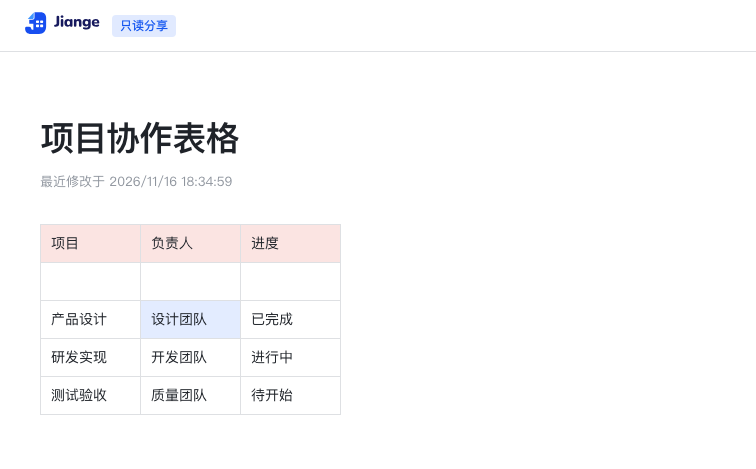 Jiange 只读分享
项目协作表格
最近修改于 2026/11/16 18:34:59
项目 负责人 进度
产品设计 设计团队 已完成
研发实现 开发团队 进行中
测试验收 质量团队 待开始